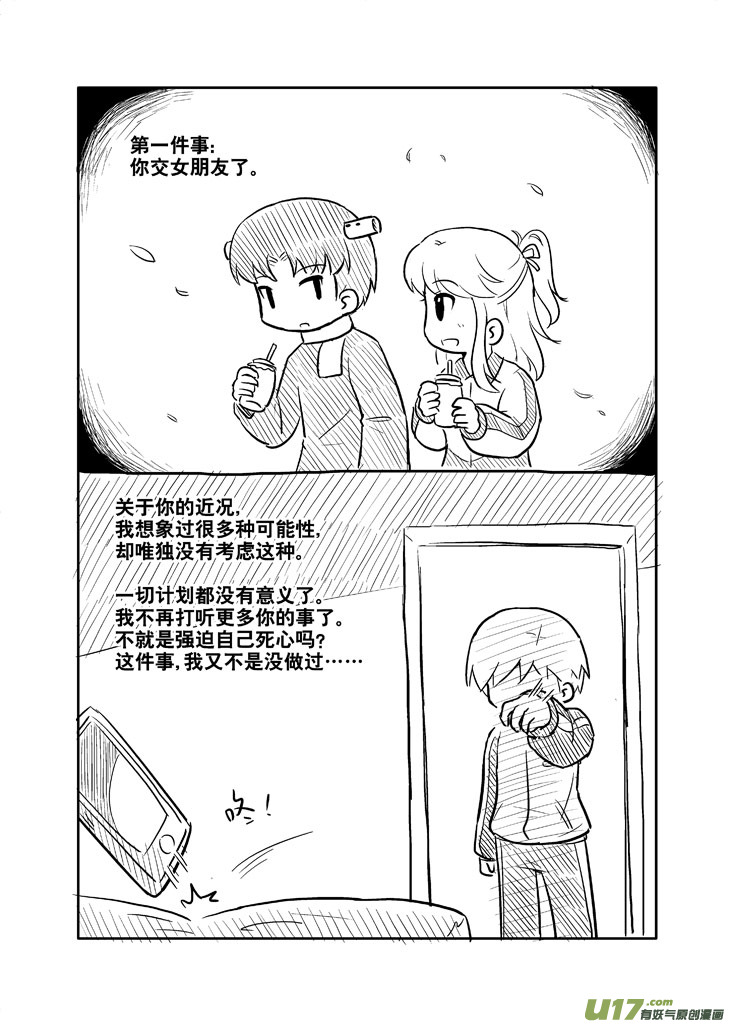 第一件事:
你交女朋友了。
关于你的近况,
我想象过很多种可能性,
却唯独没有考虑这种。
一切计划都没有意义了。
我不再打听更多你的事了。
不就是强迫自己死心吗?
这件事,我又不是没做过……
咚!
U17.com
有妖气原创漫画